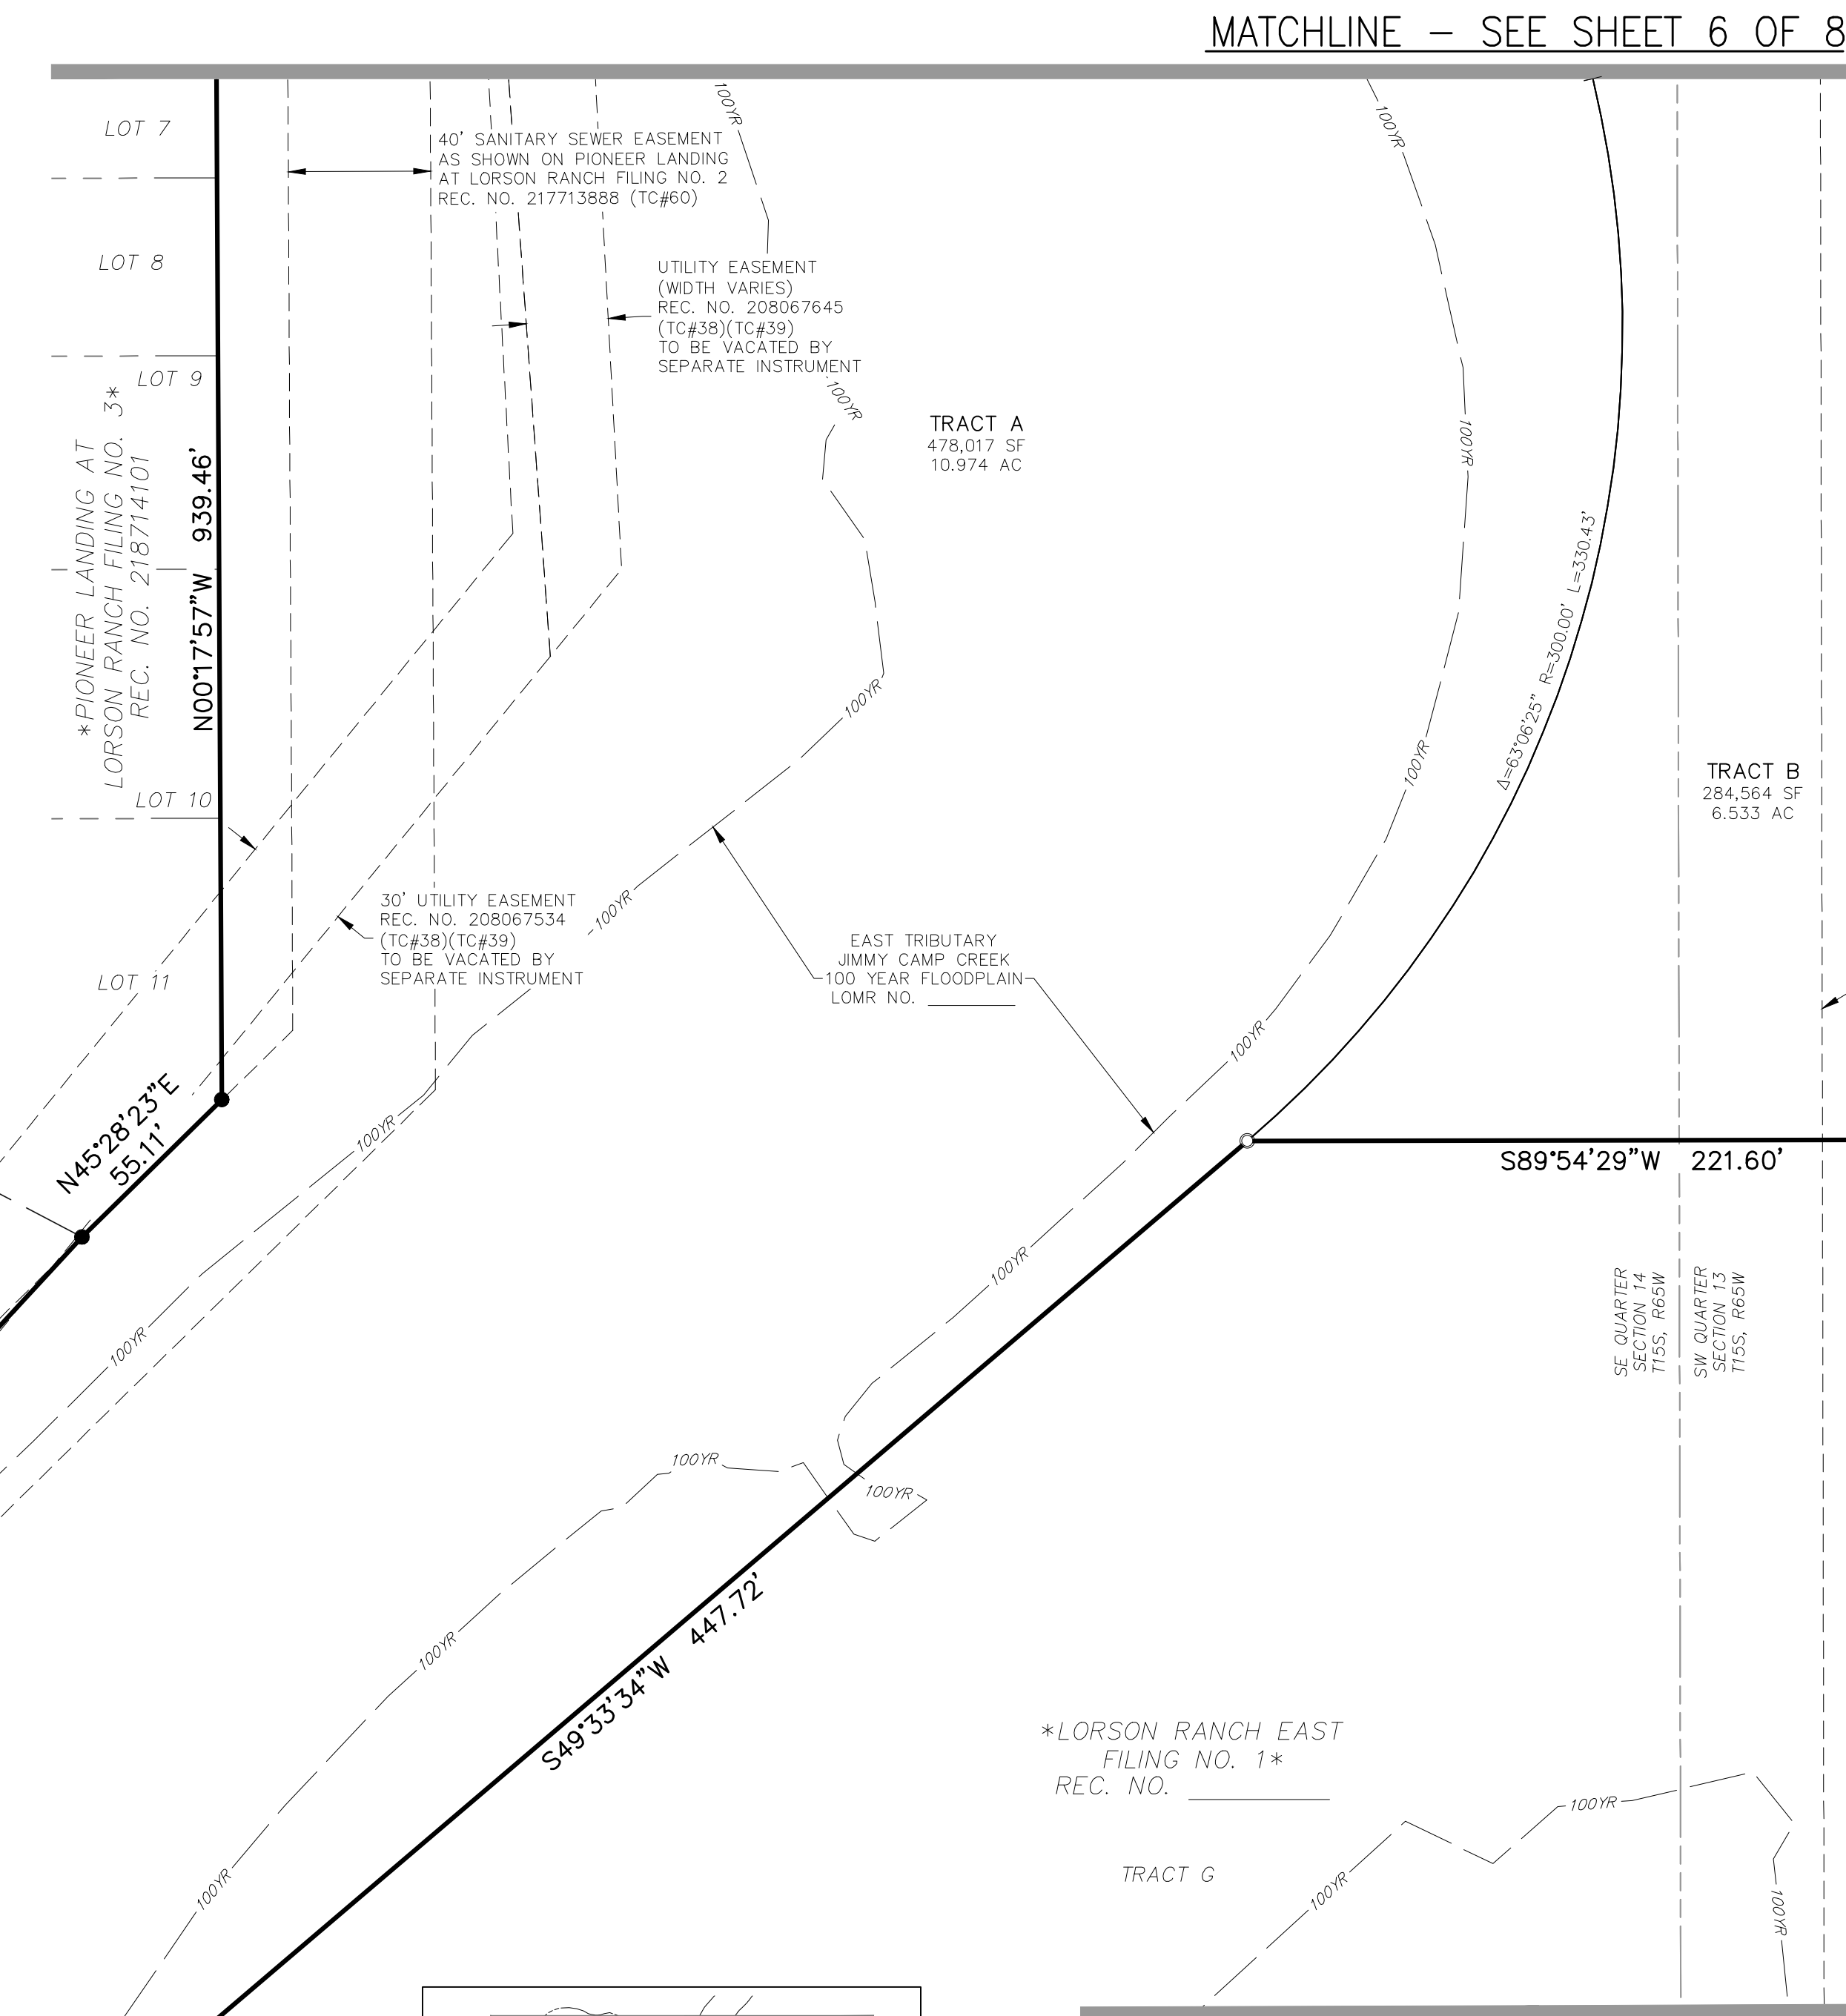 MATCHLINE – SEE SHEET 6 OF 8
LOT 7
40' SANITARY SEWER EASEMENT
AS SHOWN ON PIONEER LANDING
AT LORSON RANCH FILING NO. 2
REC. NO. 217713888 (TC#60)
100YR
100YR
LOT 8
UTILITY EASEMENT
(WIDTH VARIES)
REC. NO. 208067645
(TC#38)(TC#39)
TO BE VACATED BY
SEPARATE INSTRUMENT
LOT 9
100YR
TRACT A
478,017 SF
10.974 AC
100YR
*PIONEER LANDING AT
LORSON RANCH FILING NO. 3*
REC. NO. 218714101
N00°17'57"W 939.46'
Δ=63°06'25" R=300.00' L=330.43'
100YR
100YR
TRACT B
284,564 SF
6.533 AC
LOT 10
30' UTILITY EASEMENT
REC. NO. 208067534
(TC#38)(TC#39)
TO BE VACATED BY
SEPARATE INSTRUMENT
100YR
EAST TRIBUTARY
JIMMY CAMP CREEK
100 YEAR FLOODPLAIN
LOMR NO.
LOT 11
100YR
N45°28'23"E
55.11'
100YR
S89°54'29"W 221.60'
100YR
100YR
SE QUARTER
SECTION 14
T15S, R65W
SW QUARTER
SECTION 13
T15S, R65W
100YR
100YR
S49°33'34"W 447.72'
100YR
*LORSON RANCH EAST
FILING NO. 1*
REC. NO.
100YR
TRACT G
100YR
100YR
100YR